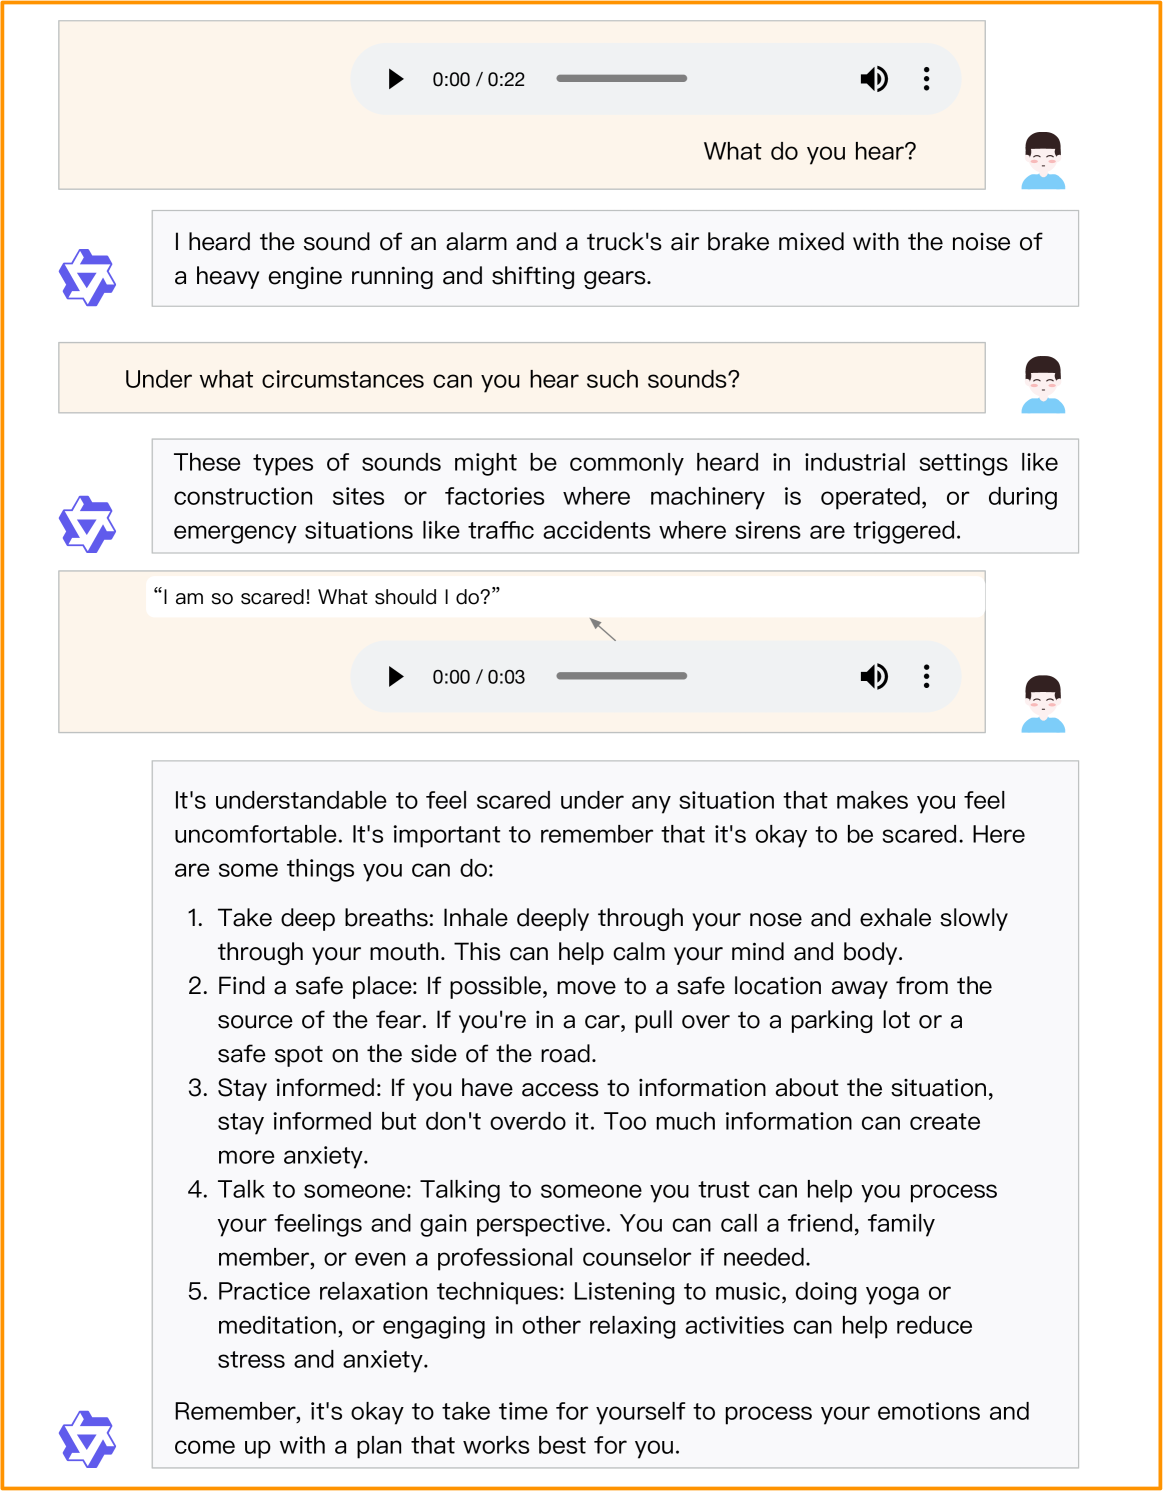 0:00 / 0:22
What do you hear?
I heard the sound of an alarm and a truck's air brake mixed with the noise of
a heavy engine running and shifting gears.
Under what circumstances can you hear such sounds?
These types of sounds might be commonly heard in industrial settings like
construction sites or factories where machinery is operated, or during
emergency situations like traffic accidents where sirens are triggered.
“I am so scared! What should I do?”
0:00 / 0:03
It's understandable to feel scared under any situation that makes you feel
uncomfortable. It's important to remember that it's okay to be scared. Here
are some things you can do:
1. Take deep breaths: Inhale deeply through your nose and exhale slowly
through your mouth. This can help calm your mind and body.
2. Find a safe place: If possible, move to a safe location away from the
source of the fear. If you're in a car, pull over to a parking lot or a
safe spot on the side of the road.
3. Stay informed: If you have access to information about the situation,
stay informed but don't overdo it. Too much information can create
more anxiety.
4. Talk to someone: Talking to someone you trust can help you process
your feelings and gain perspective. You can call a friend, family
member, or even a professional counselor if needed.
5. Practice relaxation techniques: Listening to music, doing yoga or
meditation, or engaging in other relaxing activities can help reduce
stress and anxiety.
Remember, it's okay to take time for yourself to process your emotions and
come up with a plan that works best for you.